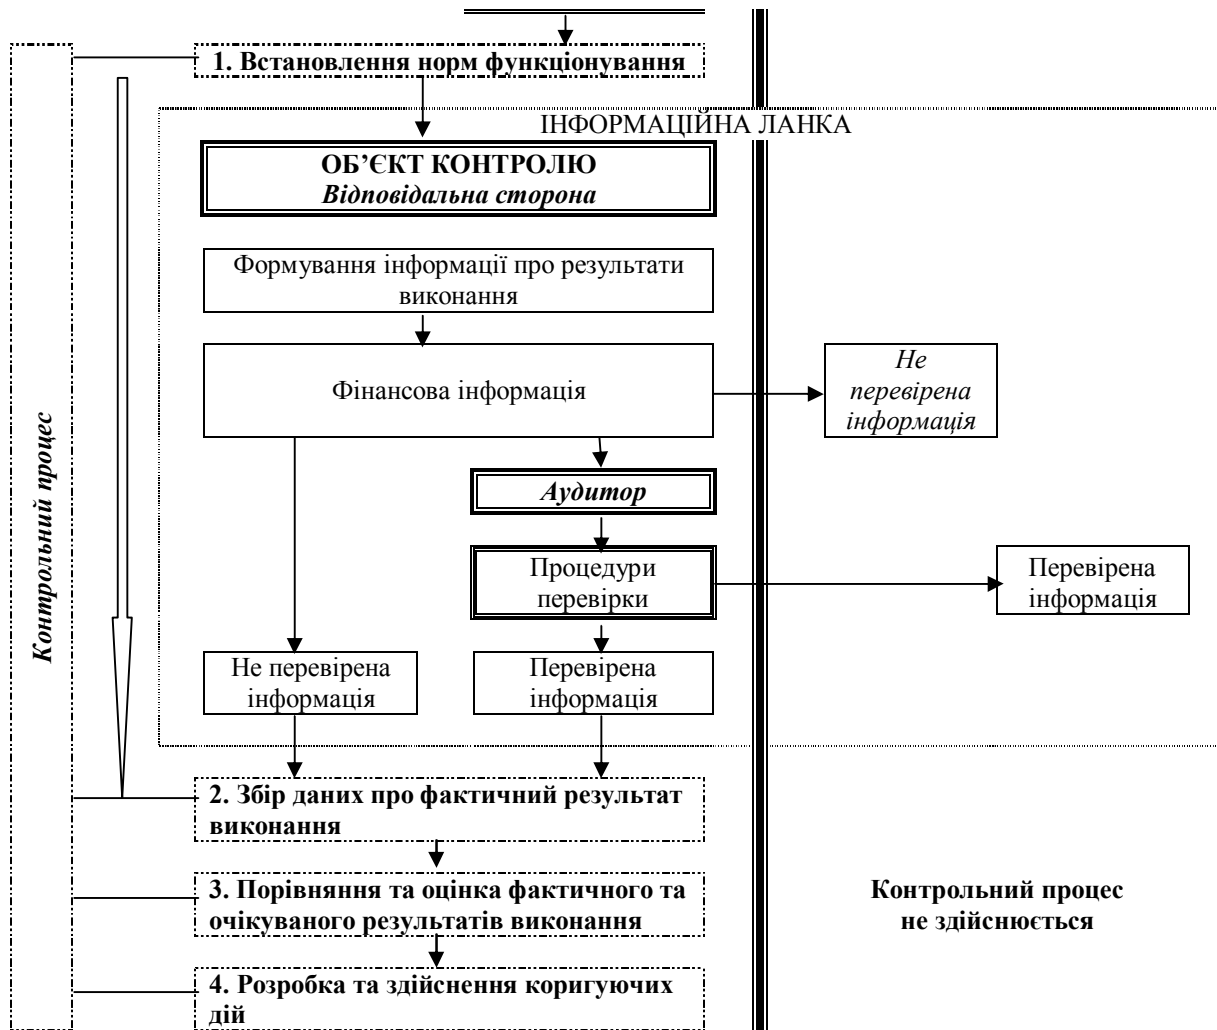 1. Встановлення норм функціонування
ІНФОРМАЦІЙНА ЛАНКА
ОБ’ЄКТ КОНТРОЛЮ
Відповідальна сторона
Формування інформації про результати
виконання
Фінансова інформація
Не
перевірена
інформація
Контрольний процес
Аудитор
Процедури
перевірки
Перевірена
інформація
Не перевірена
інформація
Перевірена
інформація
2. Збір даних про фактичний результат
виконання
3. Порівняння та оцінка фактичного та
очікуваного результатів виконання
Контрольний процес
не здійснюється
4. Розробка та здійснення коригуючих
дій